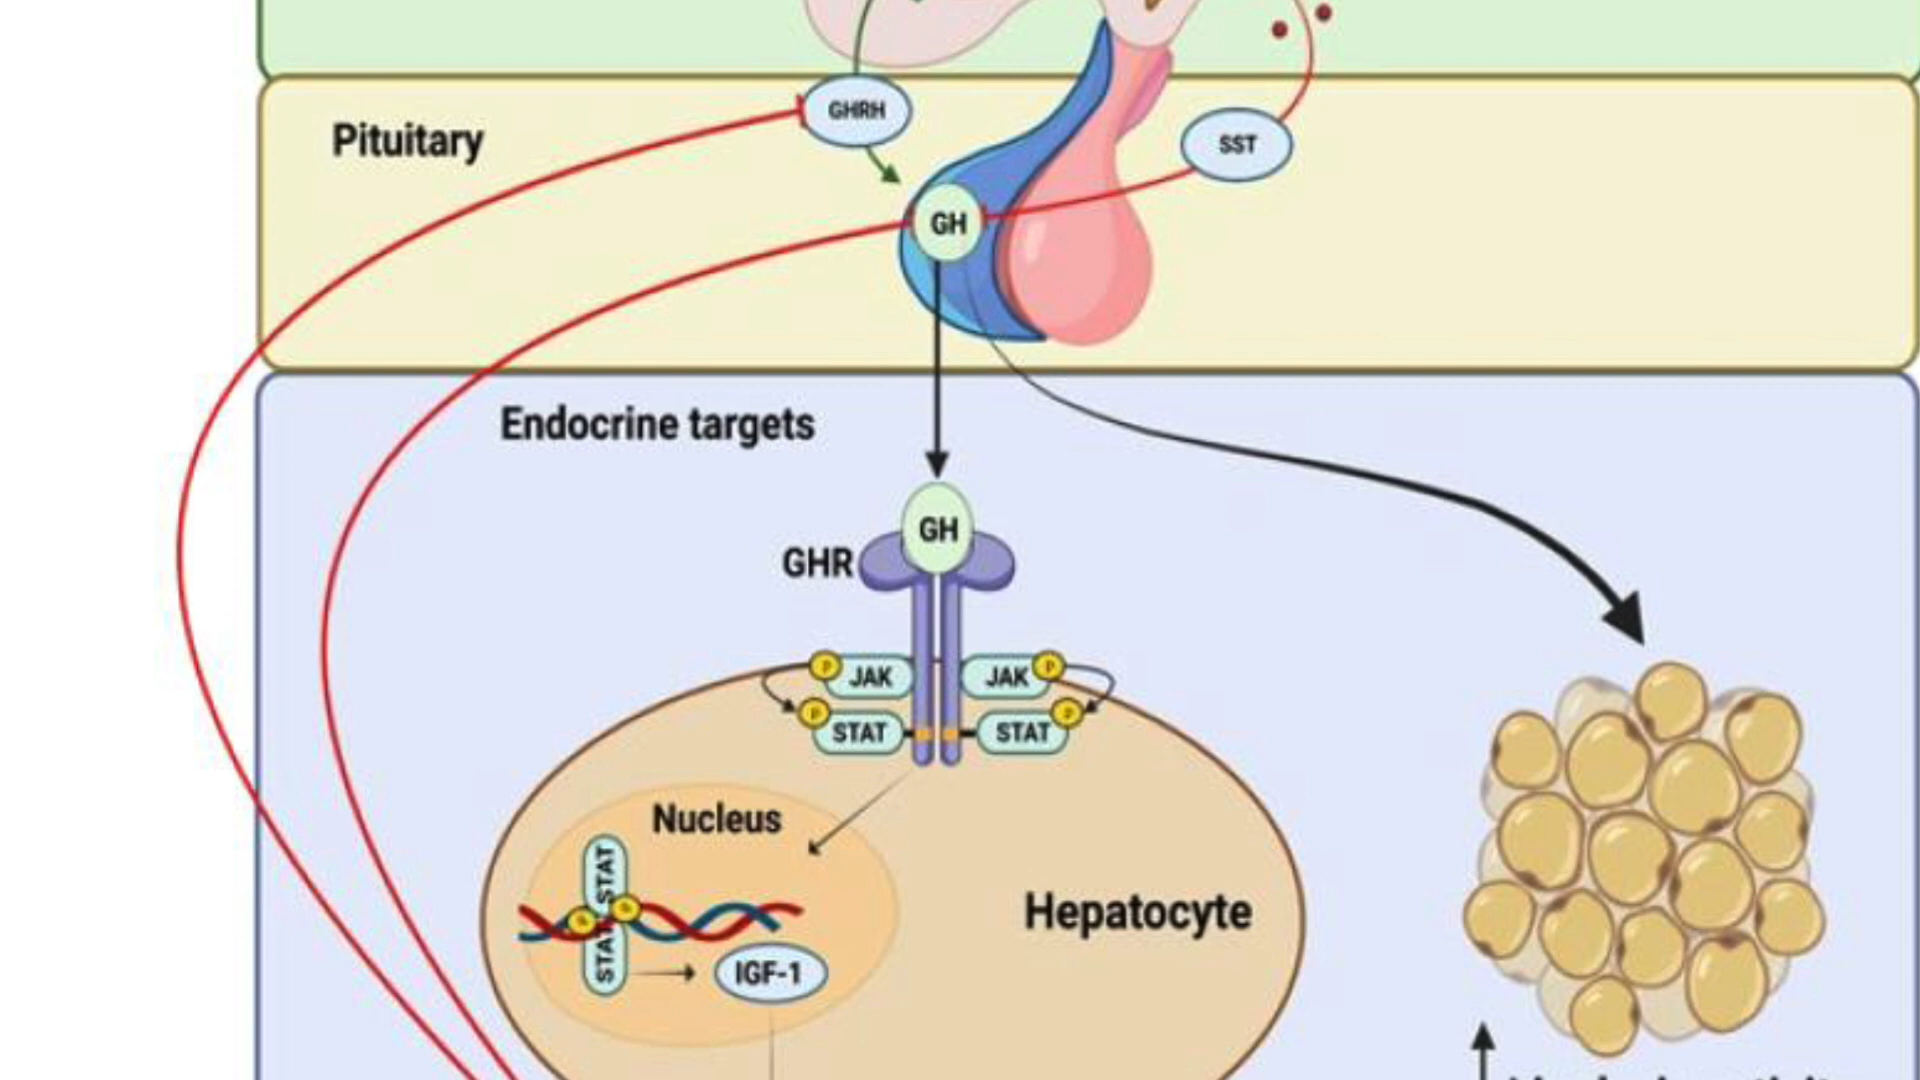 GHRH
Pituitary
SST
GH
Endocrine targets
GH
GHR
P
JAK
JAK
P
P
STAT
STAT
P
Nucleus
STAT
STAT
IGF-1
Hepatocyte